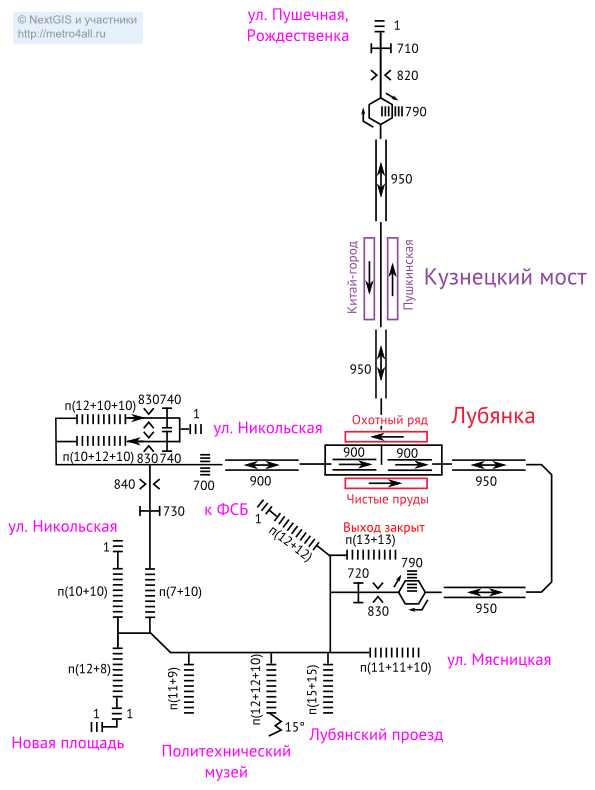 © NextGIS и участники
http://metro4all.ru
ул. Пушечная,
Рождественка
1
710
820
790
950
Китай-город
Пушкинская
Кузнецкий мост
950
Лубянка
Охотный ряд
900
900
Чистые пруды
950
п(12+10+10)
830
740
1
ул. Никольская
п(10+12+10)
830
740
700
900
840
730
к ФСБ
1
п(12+12)
Выход закрыт
п(13+13)
ул. Никольская
1
п(10+10)
п(7+10)
720
830
790
950
п(12+8)
п(11+9)
п(12+12+10)
п(15+15)
п(11+11+10)
ул. Мясницкая
1
1
15°
Новая площадь
Политехнический
музей
Лубянский проезд